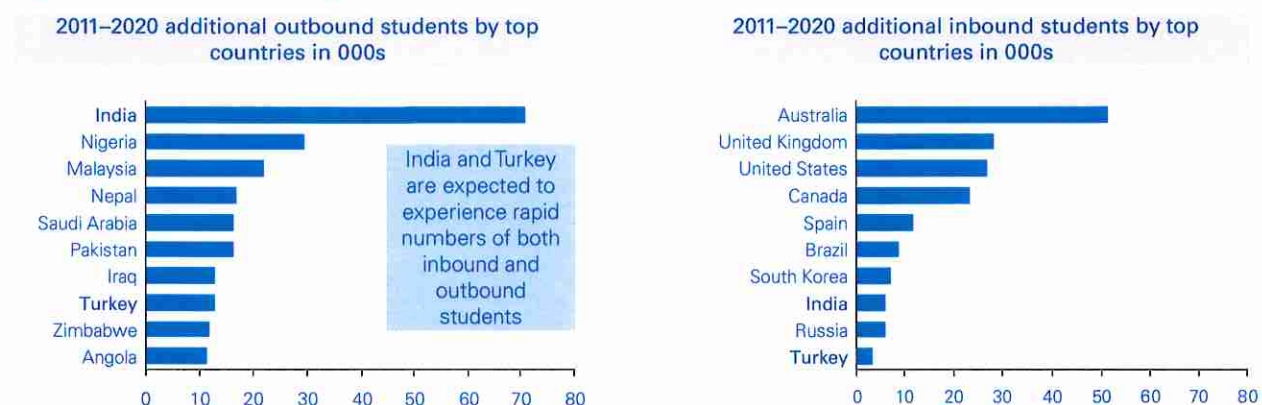 2011–2020 additional outbound students by top
countries in 000s
India
Nigeria
Malaysia
Nepal
Saudi Arabia
Pakistan
Iraq
Turkey
Zimbabwe
Angola
0 10 20 30 40 50 60 70 80
India and Turkey
are expected to
experience rapid
numbers of both
inbound and
outbound
students
2011–2020 additional inbound students by top
countries in 000s
Australia
United Kingdom
United States
Canada
Spain
Brazil
South Korea
India
Russia
Turkey
0 10 20 30 40 50 60 70 80